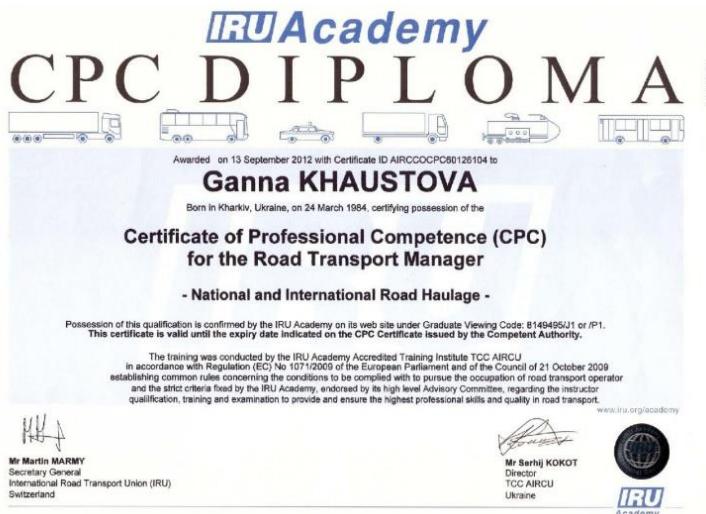 IRU Academy
CPC DIPLOMA
Awarded on 13 September 2012 with Certificate ID AIRCCOCPC60126104 to
Ganna KHAUSTOVA
Born in Kharkiv, Ukraine, on 24 March 1984, certifying possession of the
Certificate of Professional Competence (CPC)
for the Road Transport Manager
- National and International Road Haulage -
Possession of this qualification is confirmed by the IRU Academy on its web site under Graduate Viewing Code: 8149495/J1 or /P1.
This certificate is valid until the expiry date indicated on the CPC Certificate issued by the Competent Authority.
The training was conducted by the IRU Academy Accredited Training Institute TCC AIRCU
in accordance with Regulation (EC) No 1071/2009 of the European Parliament and of the Council of 21 October 2009
establishing common rules concerning the conditions to be complied with to pursue the occupation of road transport operator
and the strict criteria fixed by the IRU Academy, endorsed by its high level Advisory Committee, regarding the instructor
qualification, training and examination to provide and ensure the highest professional skills and quality in road transport.
www.iru.org/academy
Mr Martin MARMY
Secretary General
International Road Transport Union (IRU)
Switzerland
Mr Serhij KOKOT
Director
TCC AIRCU
Ukraine
IRU
Academy